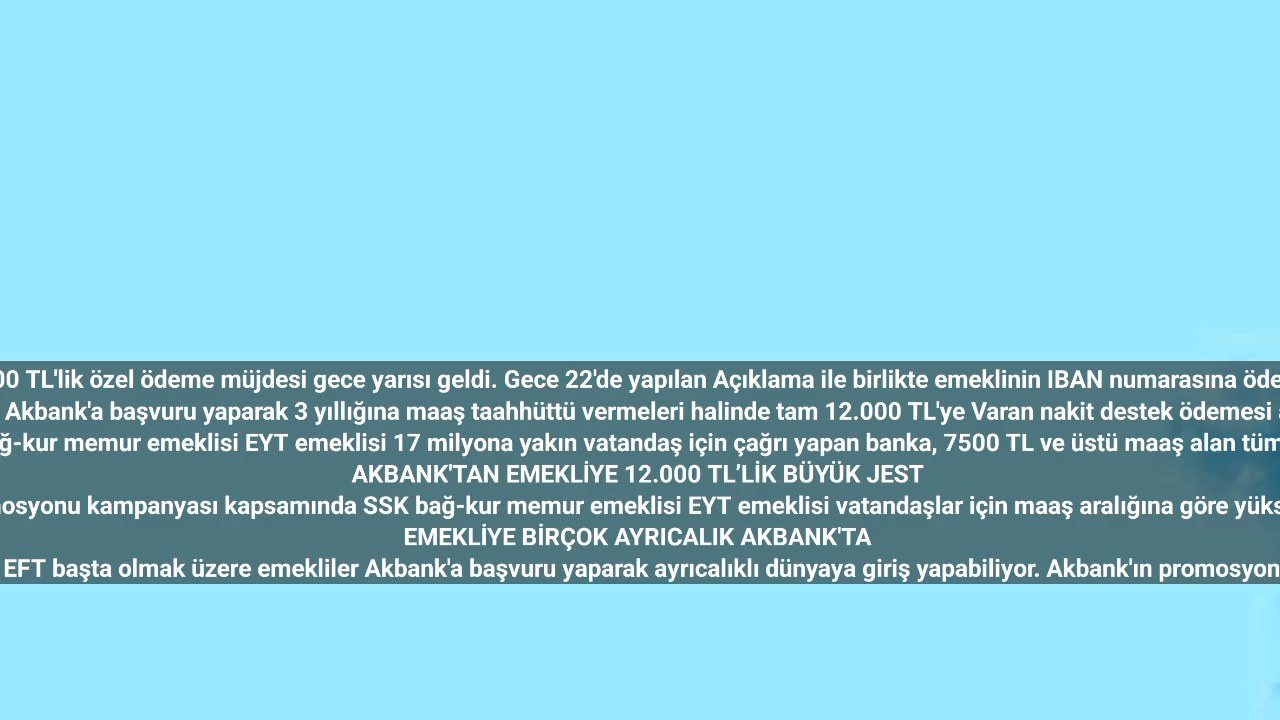 00 TL'lik özel ödeme müjdesi gece yarısı geldi. Gece 22'de yapılan Açıklama ile birlikte emeklinin IBAN numarasına öde
Akbank'a başvuru yaparak 3 yıllığına maaş taahhüttü vermeleri halinde tam 12.000 TL'ye Varan nakit destek ödemesi
ğ-kur memur emeklisi EYT emeklisi 17 milyona yakın vatandaş için çağrı yapan banka, 7500 TL ve üstü maaş alan tüm
AKBANK'TAN EMEKLİYE 12.000 TL’LİK BÜYÜK JEST
osyonu kampanyası kapsamında SSK bağ-kur memur emeklisi EYT emeklisi vatandaşlar için maaş aralığına göre yüks
EMEKLİYE BİRÇOK AYRICALIK AKBANK'TA
EFT başta olmak üzere emekliler Akbank'a başvuru yaparak ayrıcalıklı dünyaya giriş yapabiliyor. Akbank'ın promosyon